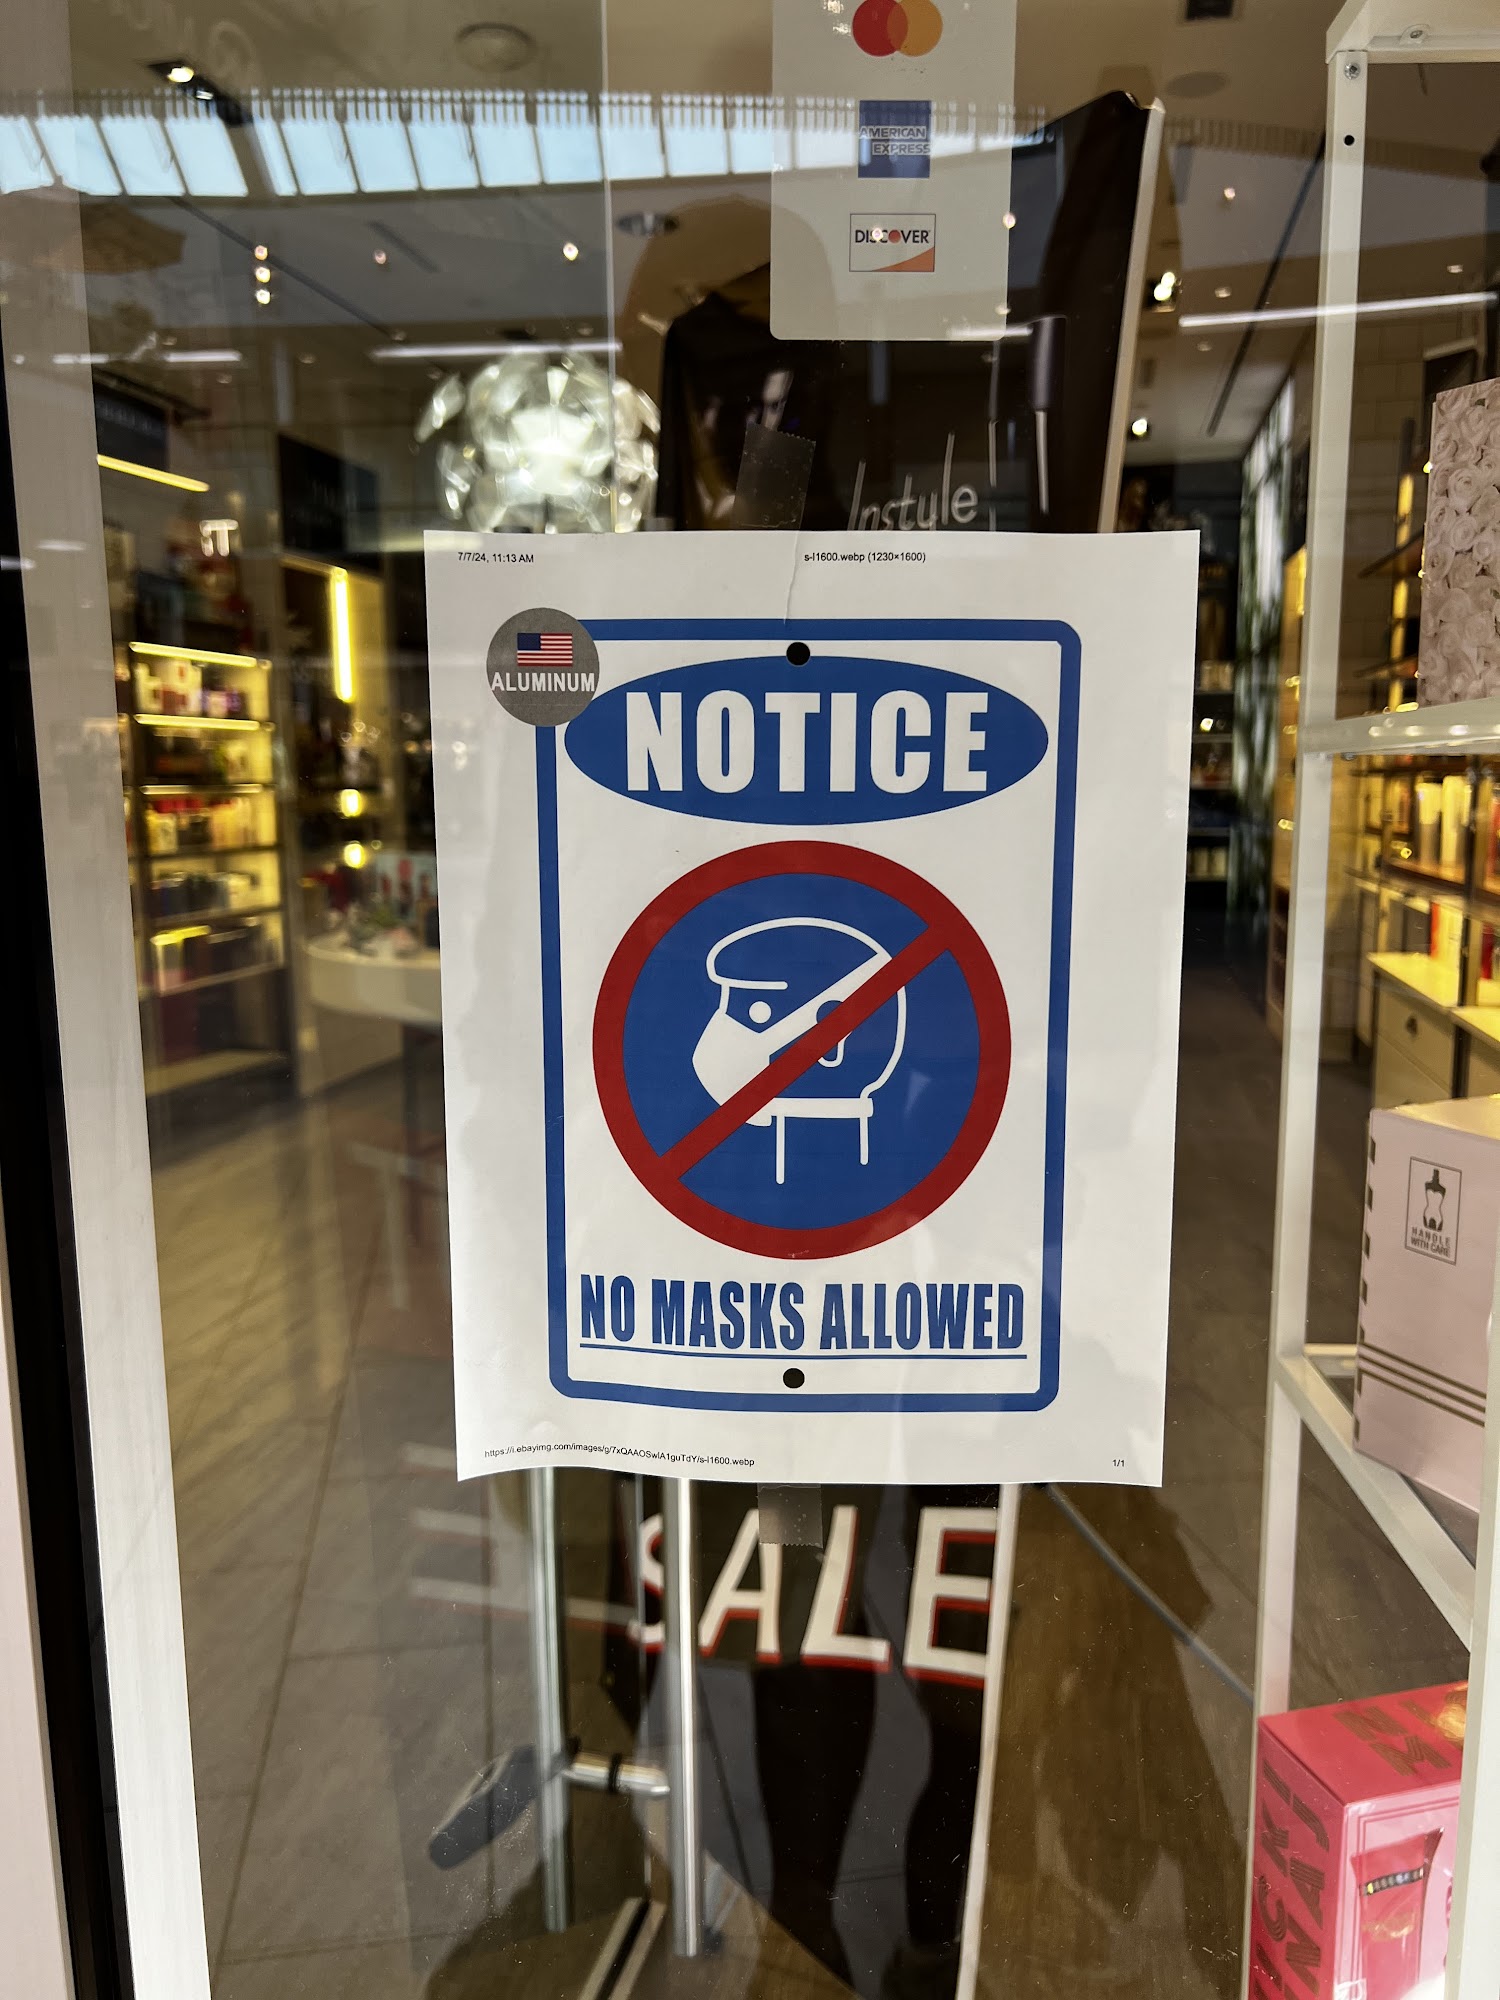 AMERICAN
EXPRESS
DISCOVER
Instyle
7/7/24, 11:13 AM
s-l1600.webp (1230×1600)
ALUMINUM
NOTICE
NO MASKS ALLOWED
https://i.ebayimg.com/images/g/7xQAAOSwlA1guTdY/s-l1600.webp
1/1
HANDLE
WITH CARE
SALE